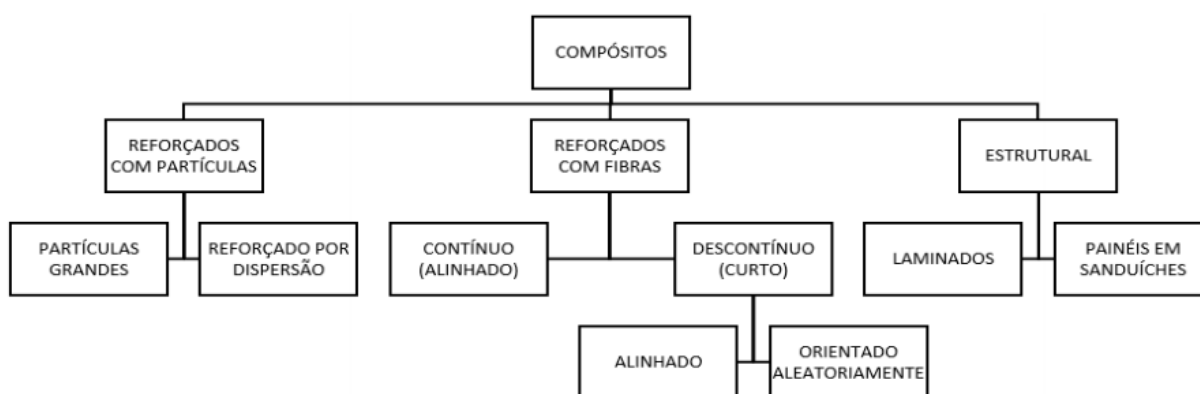 COMPÓSITOS
REFORÇADOS
COM PARTÍCULAS
REFORÇADOS
COM FIBRAS
ESTRUTURAL
PARTÍCULAS
GRANDES
REFORÇADO POR
DISPERSÃO
CONTÍNUO
(ALINHADO)
DESCONTÍNUO
(CURTO)
LAMINADOS
PAINÉIS EM
SANDUÍCHES
ALINHADO
ORIENTADO
ALEATORIAMENTE